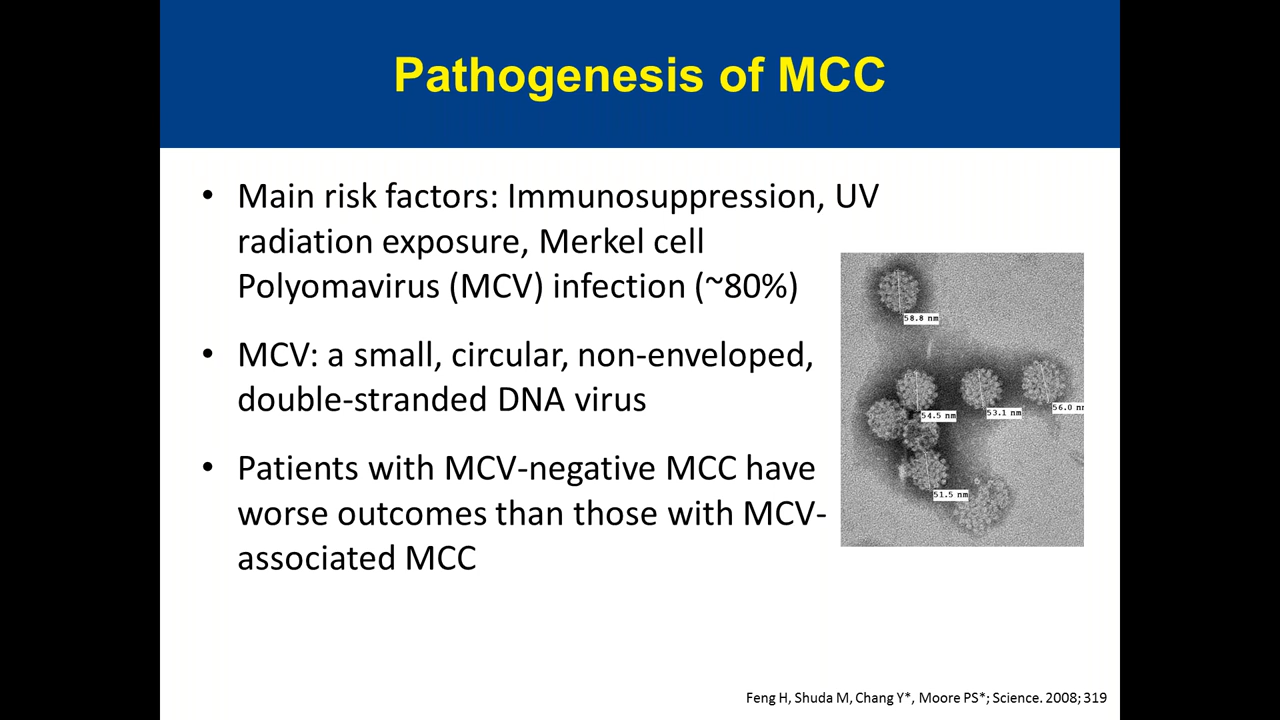 Pathogenesis of MCC
• Main risk factors: Immunosuppression, UV
radiation exposure, Merkel cell
Polyomavirus (MCV) infection (~80%)
• MCV: a small, circular, non-enveloped,
double-stranded DNA virus
• Patients with MCV-negative MCC have
worse outcomes than those with MCV-
associated MCC
58.8 nm
54.5 nm
53.1 nm
56.0 nm
51.5 nm
Feng H, Shuda M, Chang Y*, Moore PS*; Science. 2008; 319